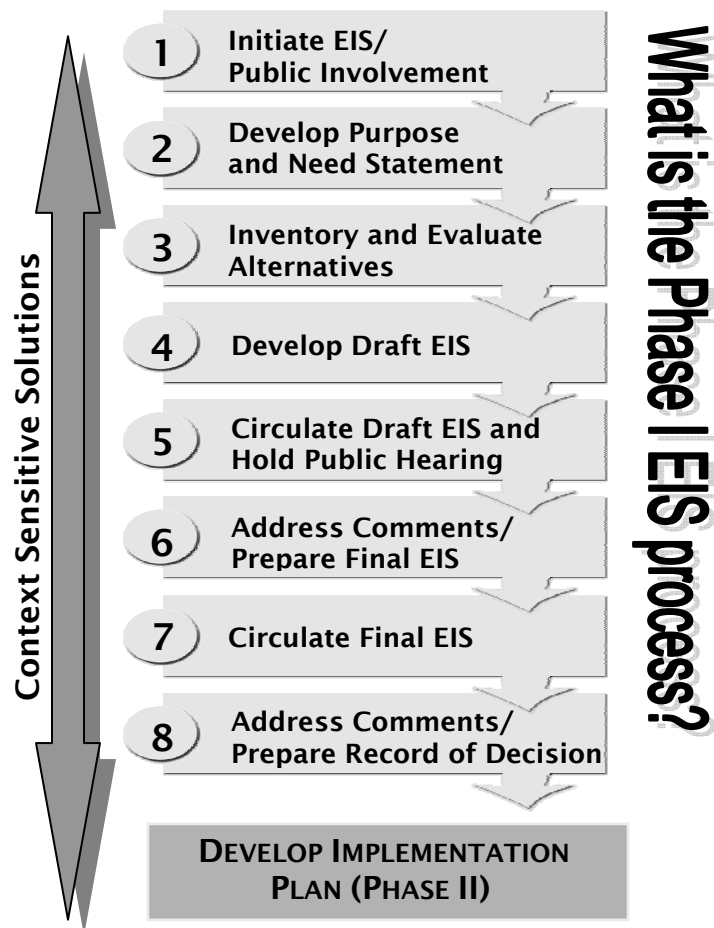 What is the Phase I EIS process?
Context Sensitive Solutions
1
Initiate EIS/
Public Involvement
2
Develop Purpose
and Need Statement
3
Inventory and Evaluate
Alternatives
4
Develop Draft EIS
5
Circulate Draft EIS and
Hold Public Hearing
6
Address Comments/
Prepare Final EIS
7
Circulate Final EIS
8
Address Comments/
Prepare Record of Decision
DEVELOP IMPLEMENTATION
PLAN (PHASE II)